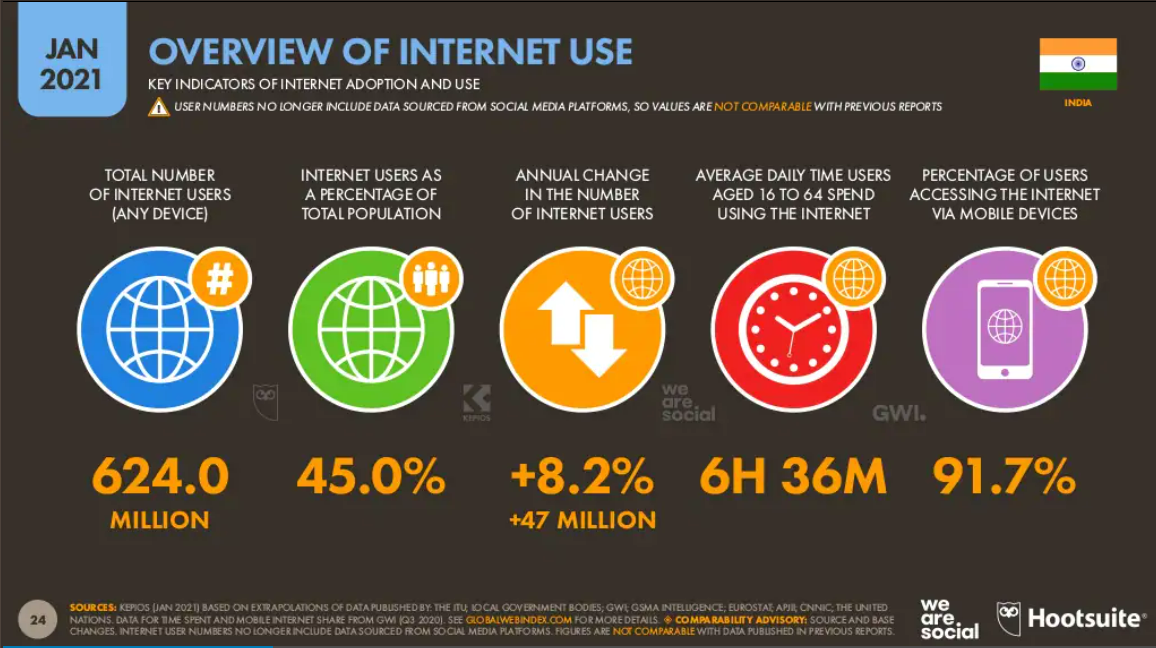 JAN
2021
OVERVIEW OF INTERNET USE
KEY INDICATORS OF INTERNET ADOPTION AND USE
USER NUMBERS NO LONGER INCLUDE DATA SOURCED FROM SOCIAL MEDIA PLATFORMS, SO VALUES ARE NOT COMPARABLE WITH PREVIOUS REPORTS
INDIA
TOTAL NUMBER
OF INTERNET USERS
(ANY DEVICE)
INTERNET USERS AS
A PERCENTAGE OF
TOTAL POPULATION
ANNUAL CHANGE
IN THE NUMBER
OF INTERNET USERS
AVERAGE DAILY TIME USERS
AGED 16 TO 64 SPEND
USING THE INTERNET
PERCENTAGE OF USERS
ACCESSING THE INTERNET
VIA MOBILE DEVICES
#
KEPIOS
we
are
social
GWI.
624.0
MILLION
45.0%
+8.2%
+47 MILLION
6H 36M
91.7%
24
SOURCES: KEPIOS (JAN 2021) BASED ON EXTRAPOLATIONS OF DATA PUBLISHED BY: THE ITU; LOCAL GOVERNMENT BODIES; GWI; GSMA INTELLIGENCE; EUROSTAT; APJII; CNNIC; THE UNITED
NATIONS. DATA FOR TIME SPENT AND MOBILE INTERNET SHARE FROM GWI (Q3 2020). SEE GLOBALWEBINDEX.COM FOR MORE DETAILS. ◈ COMPARABILITY ADVISORY: SOURCE AND BASE
CHANGES. INTERNET USER NUMBERS NO LONGER INCLUDE DATA SOURCED FROM SOCIAL MEDIA PLATFORMS. FIGURES ARE NOT COMPARABLE WITH DATA PUBLISHED IN PREVIOUS REPORTS.
we
are
social
Hootsuite®